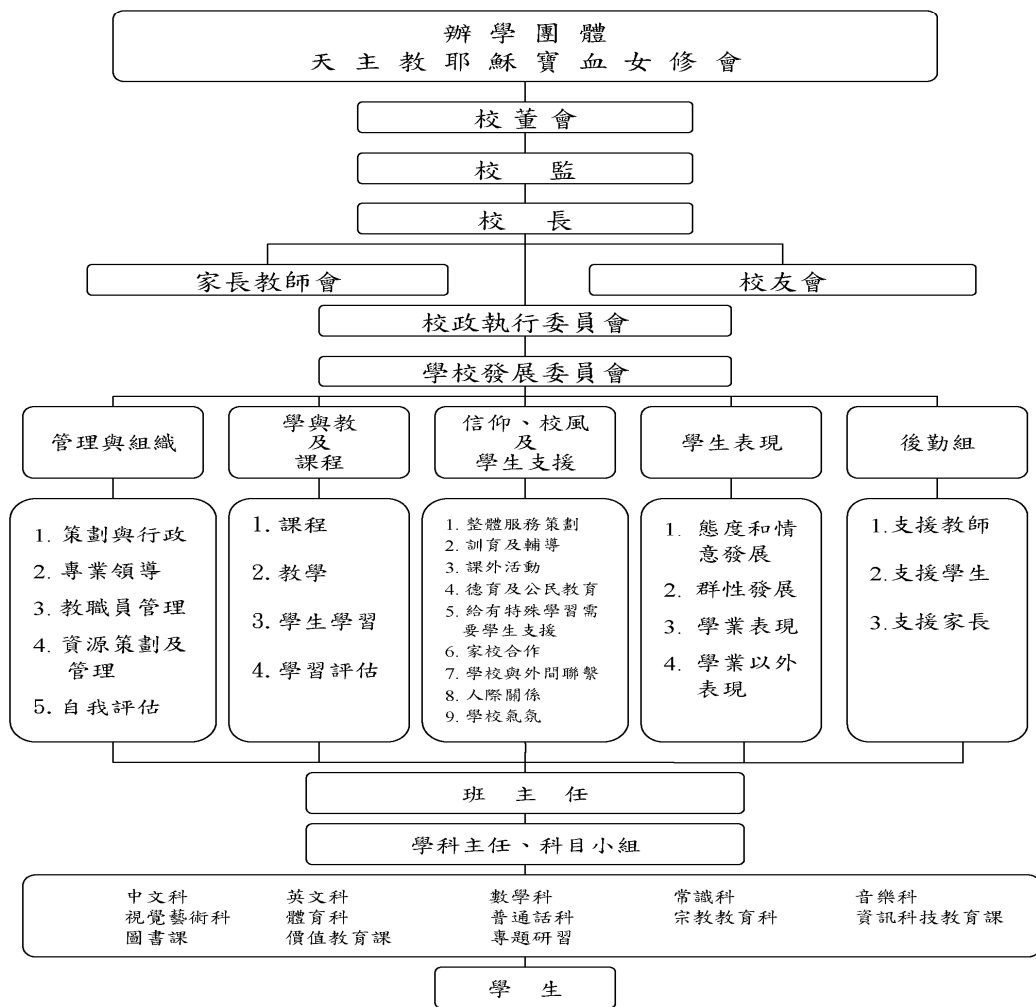 辦學團體
天主教耶穌寶血女修會
校董會
校監
校長
家長教師會
校友會
校政執行委員會
學校發展委員會
管理與組織
學與教
及
課程
信仰、校風
及
學生支援
學生表現
後勤組
1. 策劃與行政
2. 專業領導
3. 教職員管理
4. 資源策劃及
管理
5. 自我評估
1. 課程
2. 教學
3. 學生學習
4. 學習評估
1. 整體服務策劃
2. 訓育及輔導
3. 課外活動
4. 德育及公民教育
5. 給有特殊學習需
要學生支援
6. 家校合作
7. 學校與外間聯繫
8. 人際關係
9. 學校氣氛
1. 態度和情
意發展
2. 群性發展
3. 學業表現
4. 學業以外
表現
1. 支援教師
2. 支援學生
3. 支援家長
班主任
學科主任、科目小組
中文科 英文科 數學科 常識科 音樂科
視覺藝術科 體育科 普通話科 宗教教育科 資訊科技教育課
圖書課 價值教育課 專題研習
學生